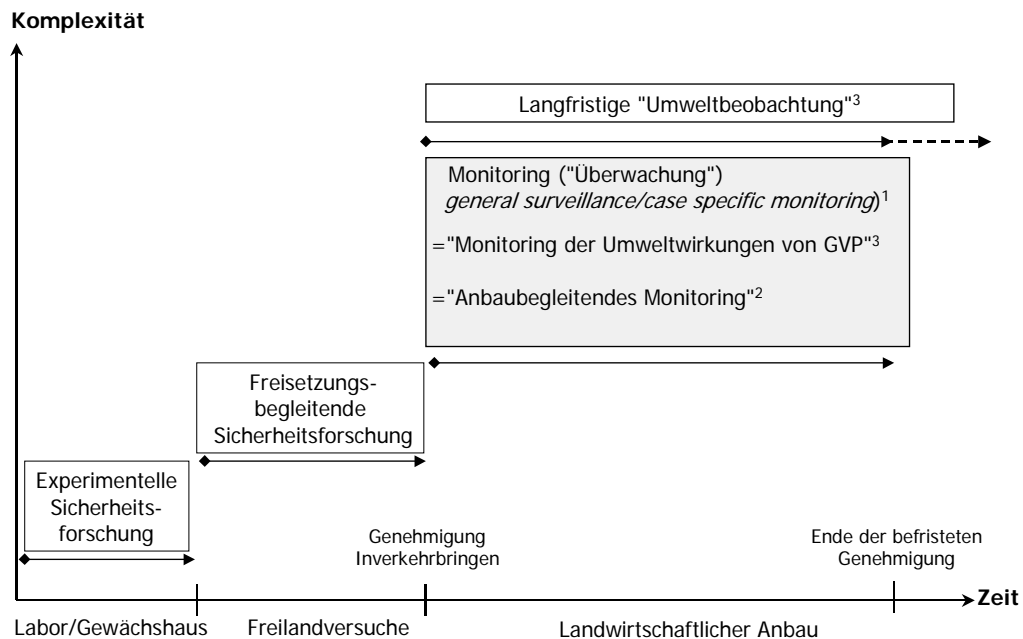 Komplexität
Langfristige "Umweltbeobachtung"³
Monitoring ("Überwachung")
general surveillance/case specific monitoring)¹
="Monitoring der Umweltwirkungen von GVP"³
="Anbaubegleitendes Monitoring"²
Freisetzungs-
begleitende
Sicherheitsforschung
Experimentelle
Sicherheits-
forschung
Genehmigung
Inverkehrbringen
Ende der befristeten
Genehmigung
Zeit
Labor/Gewächshaus
Freilandversuche
Landwirtschaftlicher Anbau